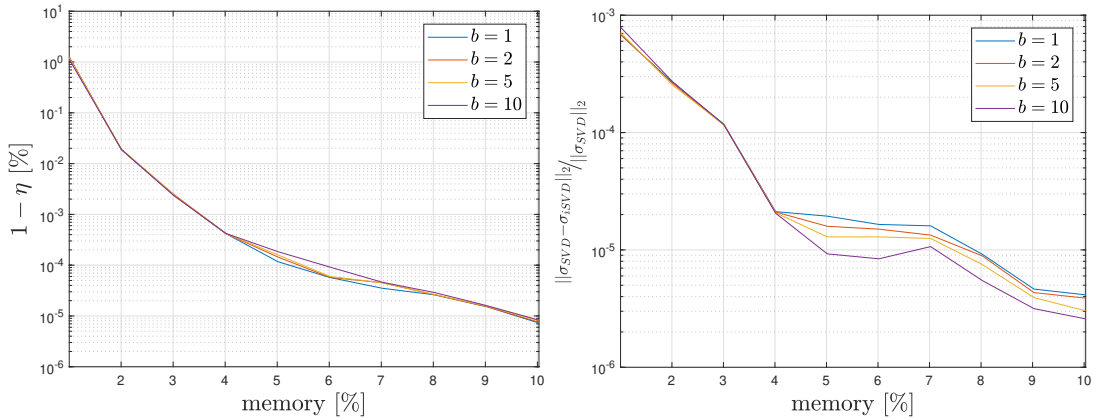 10^1
10^0
10^-1
10^-2
10^-3
10^-4
10^-5
10^-6
1 − η [%]
2 3 4 5 6 7 8 9 10
memory [%]
b = 1
b = 2
b = 5
b = 10
10^-3
10^-4
10^-5
10^-6
||σ_SVD−σ_iSVD||_2/||σ_SVD||_2
2 3 4 5 6 7 8 9 10
memory [%]
b = 1
b = 2
b = 5
b = 10